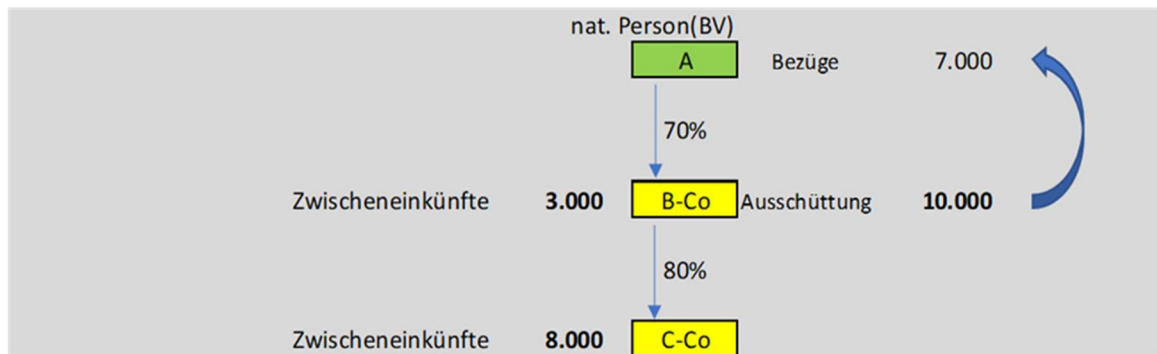 nat. Person(BV)
A Bezüge 7.000
70%
Zwischeneinkünfte 3.000 B-Co Ausschüttung 10.000
80%
Zwischeneinkünfte 8.000 C-Co